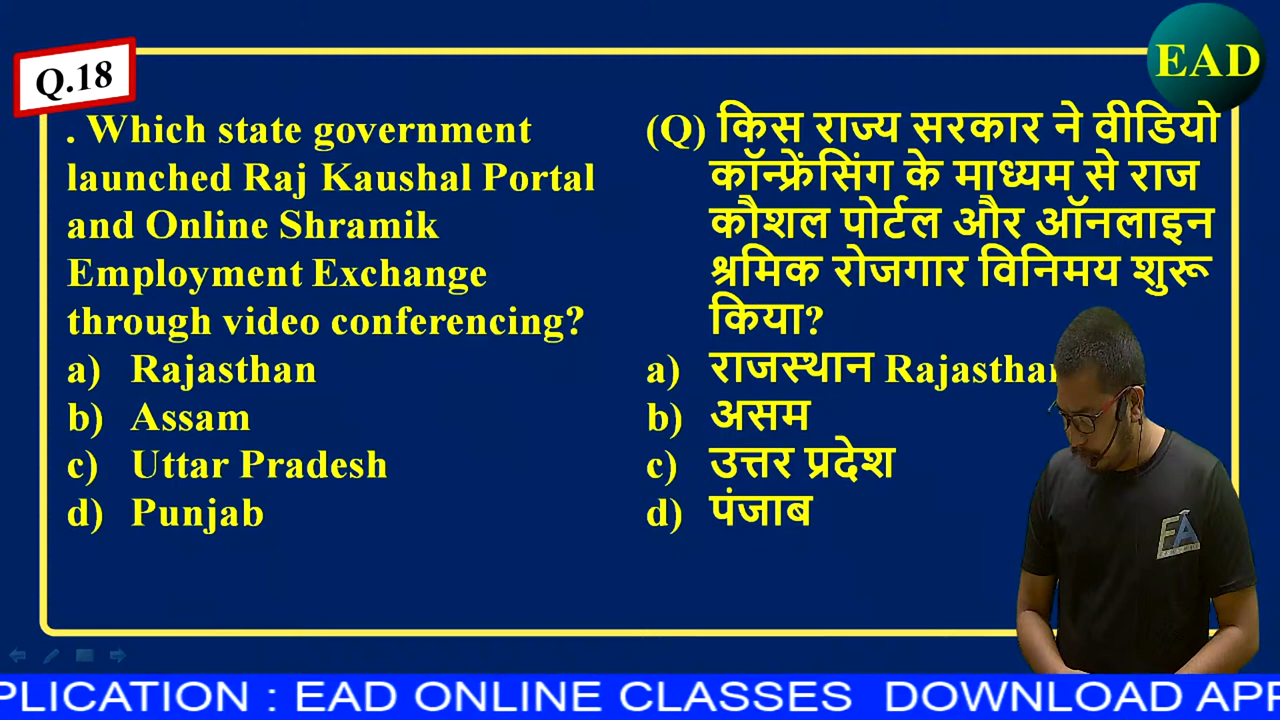 Q.18
EAD
. Which state government
launched Raj Kaushal Portal
and Online Shramik
Employment Exchange
through video conferencing?
a) Rajasthan
b) Assam
c) Uttar Pradesh
d) Punjab
(Q) किस राज्य सरकार ने वीडियो
कॉन्फ्रेंसिंग के माध्यम से राज
कौशल पोर्टल और ऑनलाइन
श्रमिक रोजगार विनिमय शुरू
किया?
a) राजस्थान Rajasthan
b) असम
c) उत्तर प्रदेश
d) पंजाब
EA
PLICATION : EAD ONLINE CLASSES DOWNLOAD APP